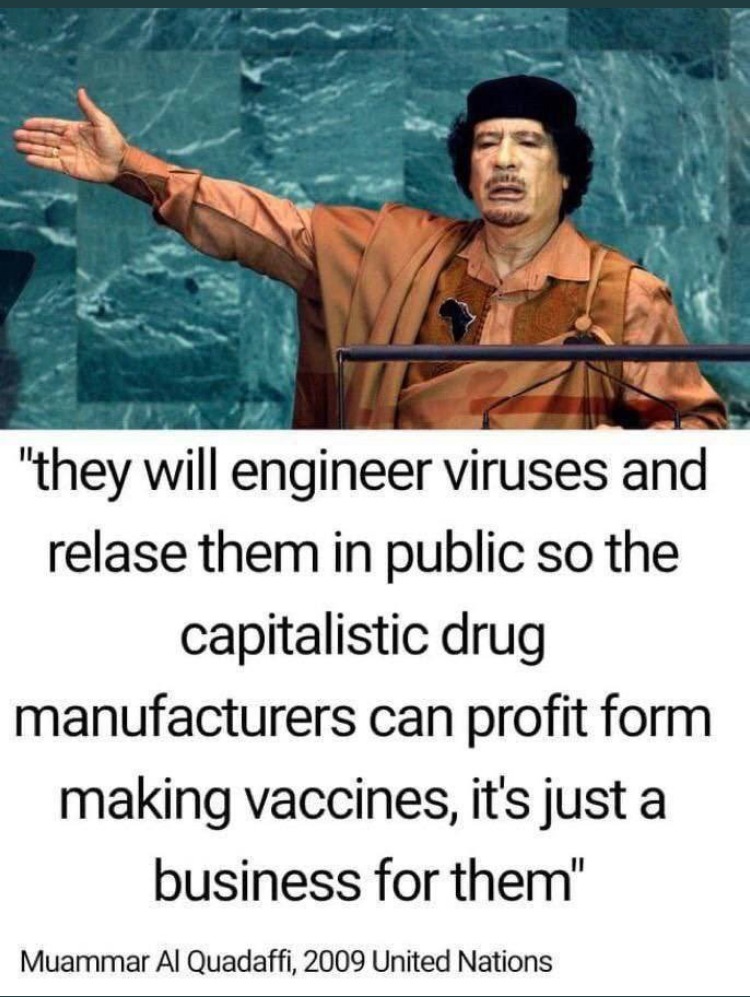 "they will engineer viruses and
relase them in public so the
capitalistic drug
manufacturers can profit form
making vaccines, it's just a
business for them"
Muammar Al Quadaffi, 2009 United Nations